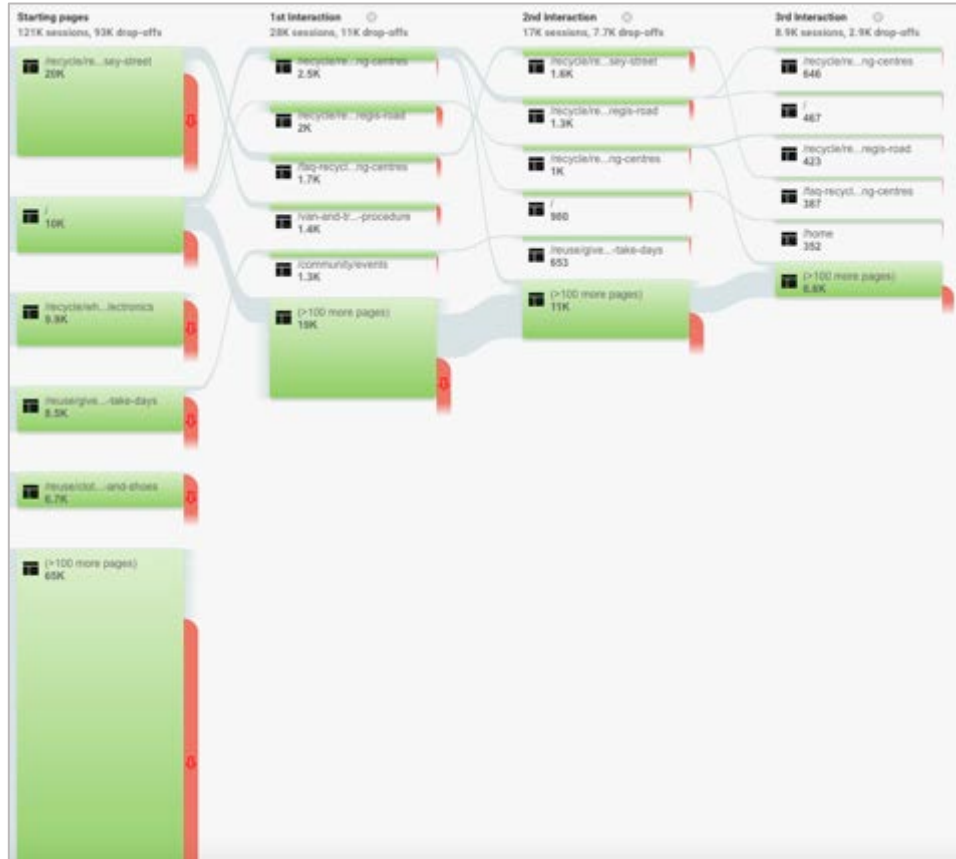 Starting pages
121K sessions, 93K drop-offs
/recycle/re...sey-street
20K
/
10K
/recycle/wh...lectronics
9.9K
/reuse/give...-take-days
8.5K
/reuse/clot...-and-shoes
6.7K
(>100 more pages)
65K
1st Interaction
28K sessions, 11K drop-offs
/recycle/re...ng-centres
2.5K
/recycle/re...regis-road
2K
/faq-recycl...ng-centres
1.7K
/van-and-tr...-procedure
1.4K
/community/events
1.3K
(>100 more pages)
19K
2nd Interaction
17K sessions, 7.7K drop-offs
/recycle/re...sey-street
1.6K
/recycle/re...regis-road
1.3K
/recycle/re...ng-centres
1K
/
980
/reuse/give...-take-days
653
(>100 more pages)
11K
3rd Interaction
8.9K sessions, 2.9K drop-offs
/recycle/re...ng-centres
646
/
467
/recycle/re...regis-road
423
/faq-recycl...ng-centres
387
/home
352
(>100 more pages)
6.6K